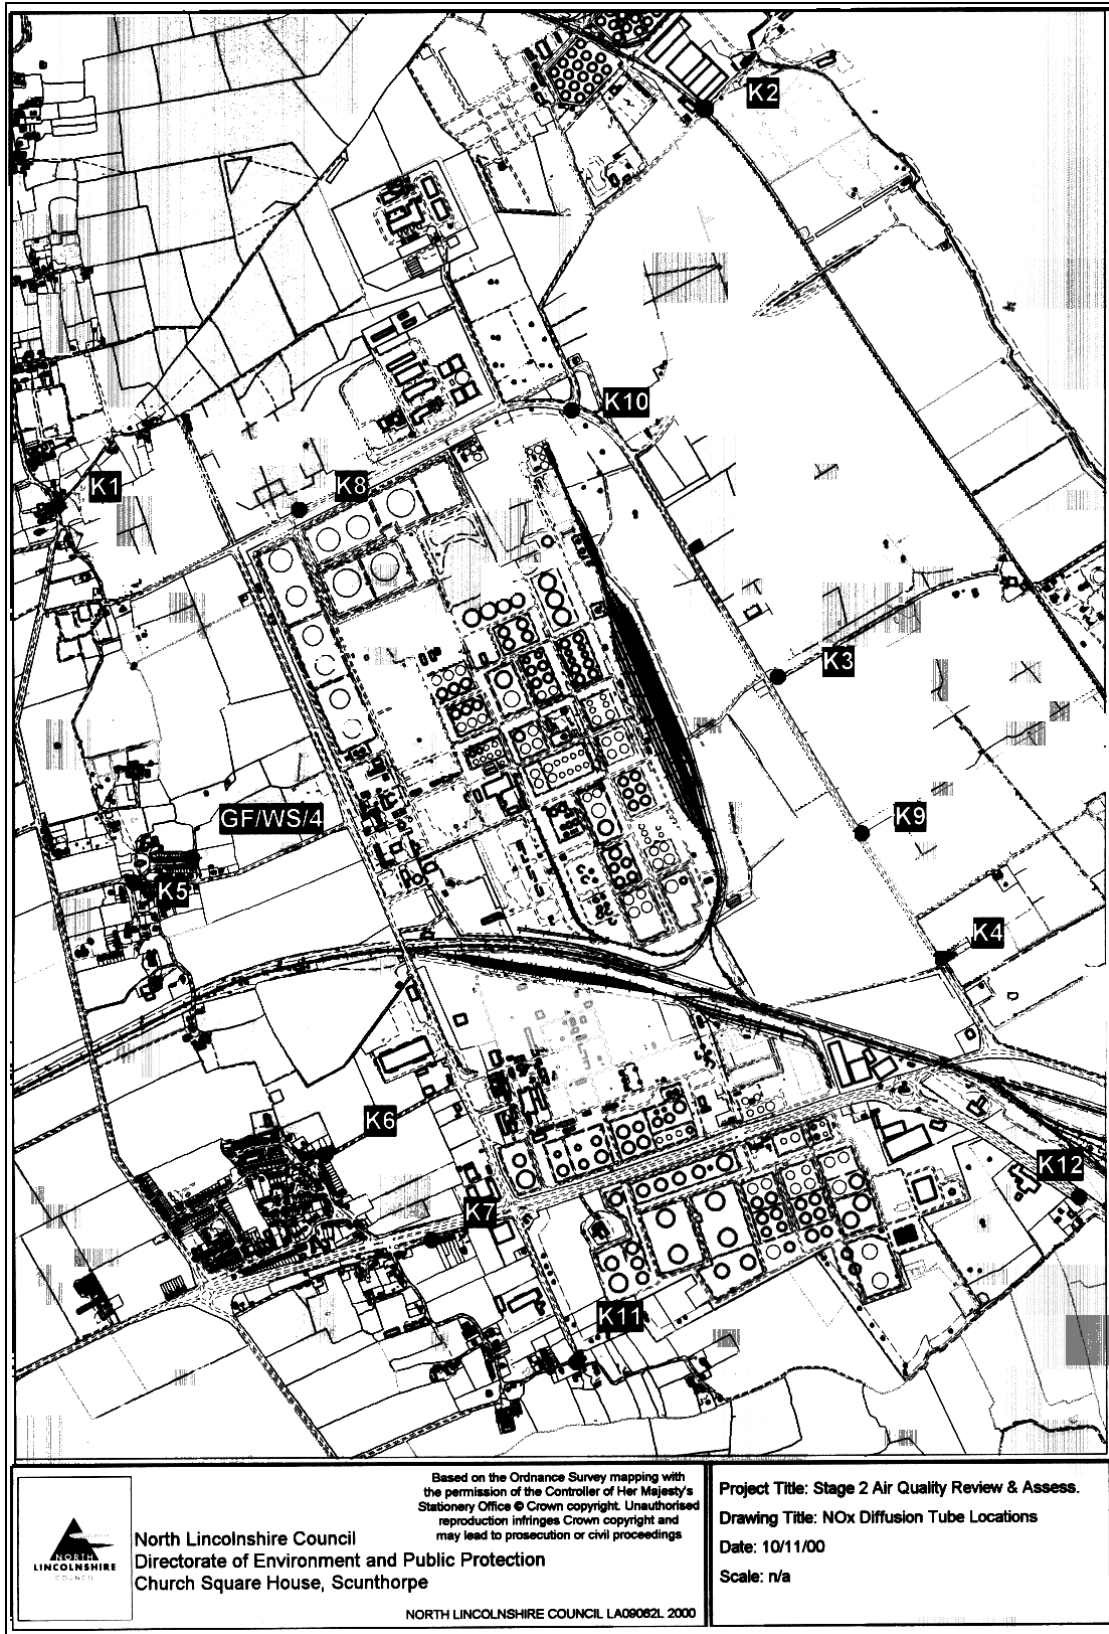 K2
K10
K1
K8
K3
GF/WS/4
K9
K5
K4
K6
K12
K7
K11
NORTH
LINCOLNSHIRE
COUNCIL
North Lincolnshire Council
Directorate of Environment and Public Protection
Church Square House, Scunthorpe
Based on the Ordnance Survey mapping with
the permission of the Controller of Her Majesty's
Stationery Office © Crown copyright. Unauthorised
reproduction infringes Crown copyright and
may lead to prosecution or civil proceedings
NORTH LINCOLNSHIRE COUNCIL LA09062L 2000
Project Title: Stage 2 Air Quality Review & Assess.
Drawing Title: NOx Diffusion Tube Locations
Date: 10/11/00
Scale: n/a